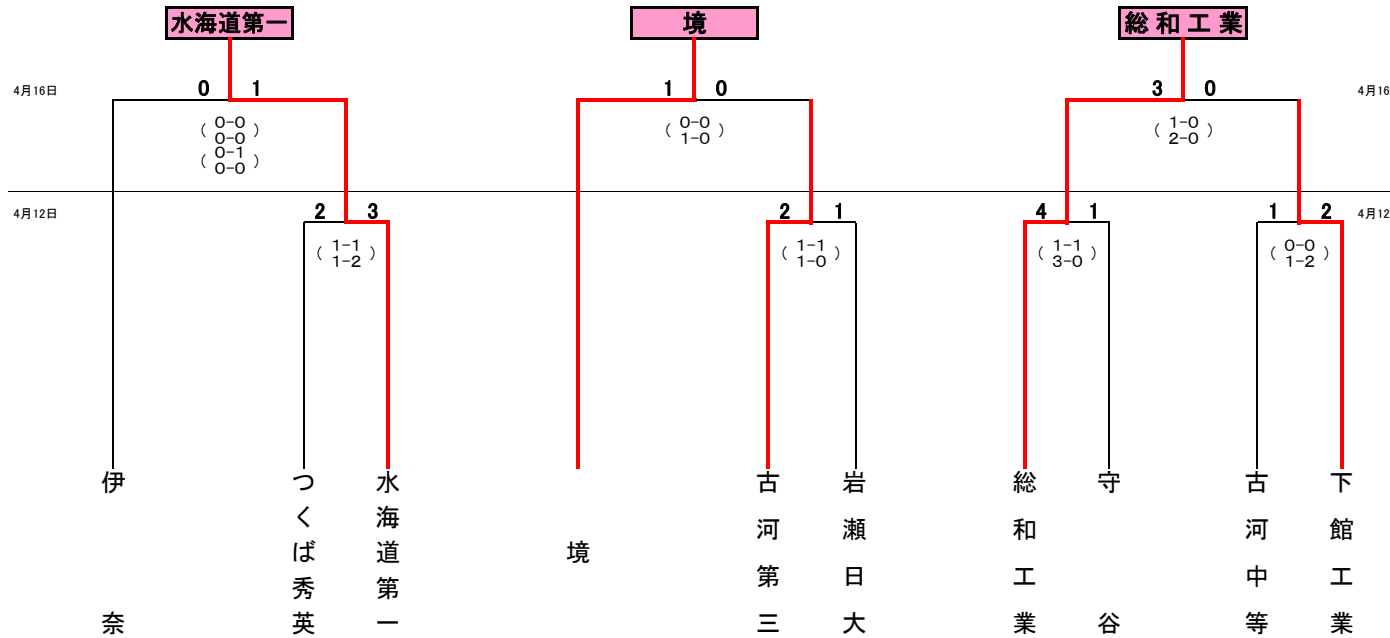 水海道第一
境
総和工業
4月16日
0 1
1 0
3 0
4月16
( 0-0 0-0 )
( 0-1 0-0 )
( 0-0 1-0 )
( 1-0 2-0 )
4月12日
2 3
2 1
4 1
1 2
4月12
( 1-1 1-2 )
( 1-1 1-0 )
( 1-1 3-0 )
( 0-0 1-2 )
伊奈
つくば秀英
水海道第一
境
古河第三
岩瀬日大
総和工業
守谷
古河中等
下館工業